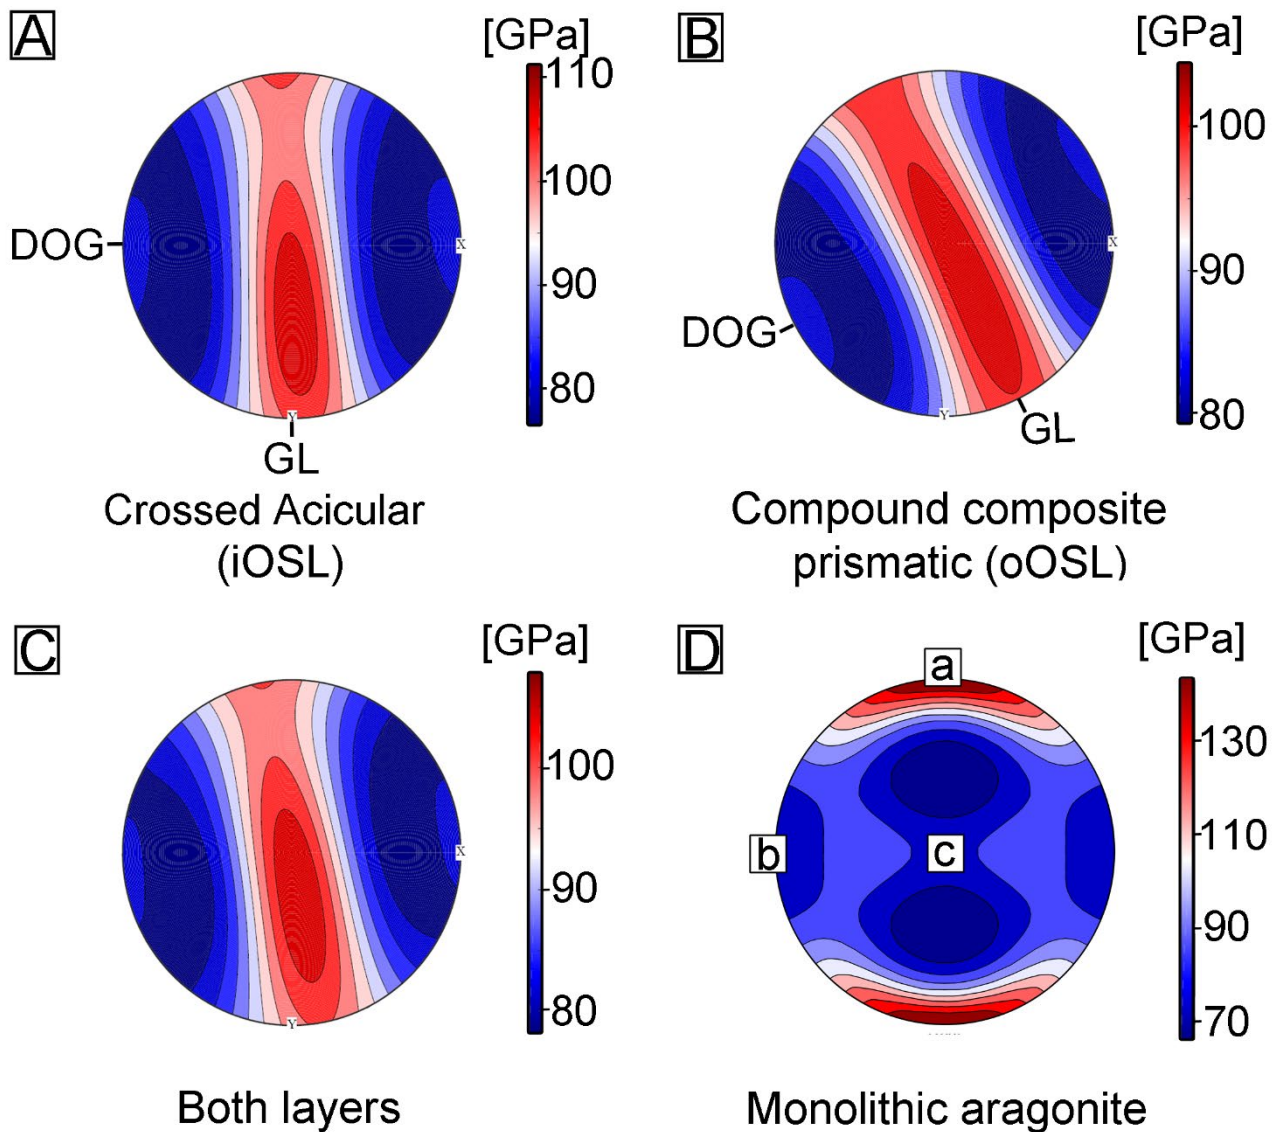 A
[GPa]
110
100
90
80
DOG
X
Y
GL
Crossed Acicular
(iOSL)
B
[GPa]
100
90
80
DOG
X
Y
GL
Compound composite
prismatic (oOSL)
C
[GPa]
100
90
80
X
Y
Both layers
D
[GPa]
130
110
90
70
a
b
c
Monolithic aragonite